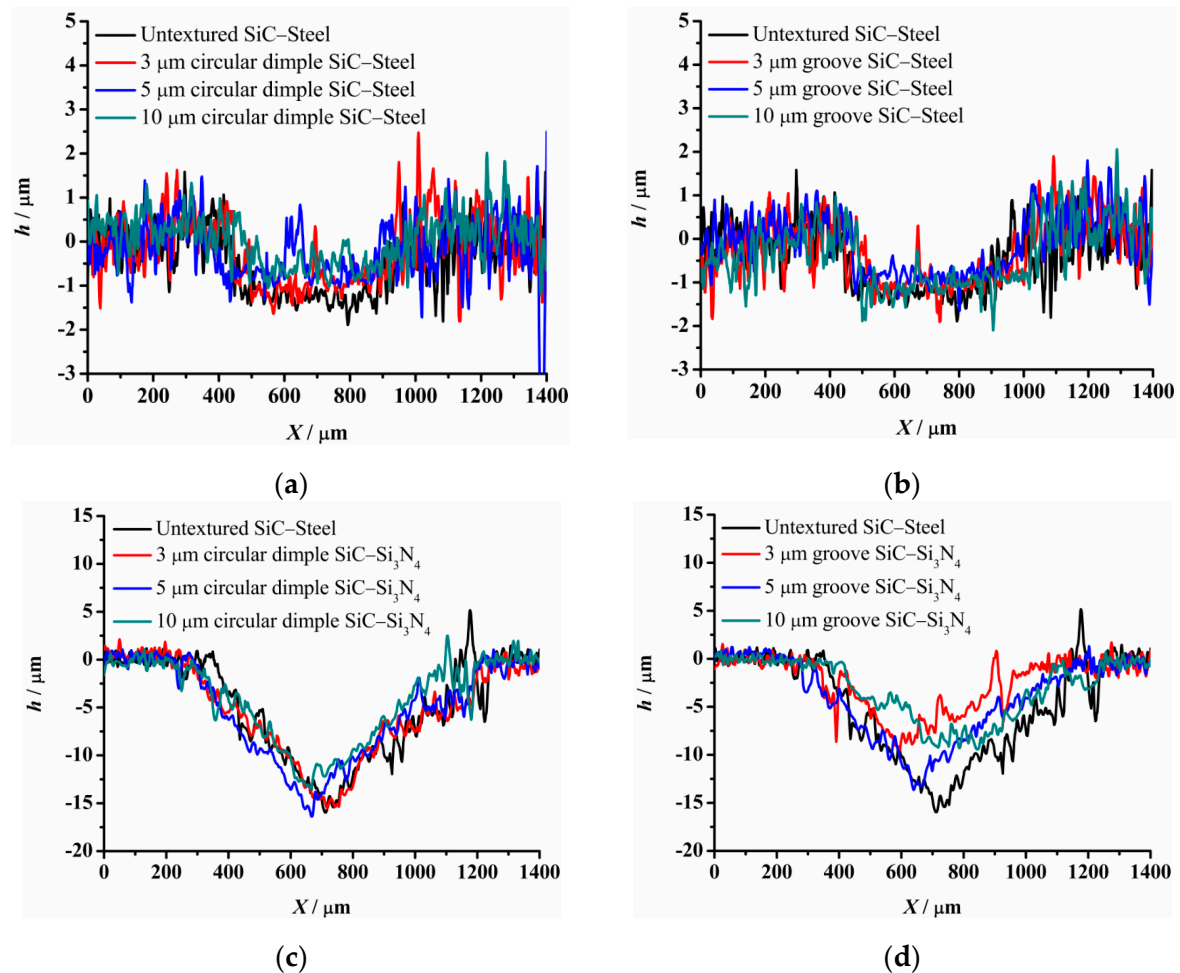 5
4
3
2
1
0
-1
-2
-3
h / μm
Untextured SiC–Steel
3 μm circular dimple SiC–Steel
5 μm circular dimple SiC–Steel
10 μm circular dimple SiC–Steel
0 200 400 600 800 1000 1200 1400
X / μm
(a)
5
4
3
2
1
0
-1
-2
-3
h / μm
Untextured SiC–Steel
3 μm groove SiC–Steel
5 μm groove SiC–Steel
10 μm groove SiC–Steel
0 200 400 600 800 1000 1200 1400
X / μm
(b)
15
10
5
0
-5
-10
-15
-20
h / μm
Untextured SiC–Steel
3 μm circular dimple SiC–Si₃N₄
5 μm circular dimple SiC–Si₃N₄
10 μm circular dimple SiC–Si₃N₄
0 200 400 600 800 1000 1200 1400
X / μm
(c)
15
10
5
0
-5
-10
-15
-20
h / μm
Untextured SiC–Steel
3 μm groove SiC–Si₃N₄
5 μm groove SiC–Si₃N₄
10 μm groove SiC–Si₃N₄
0 200 400 600 800 1000 1200 1400
X / μm
(d)